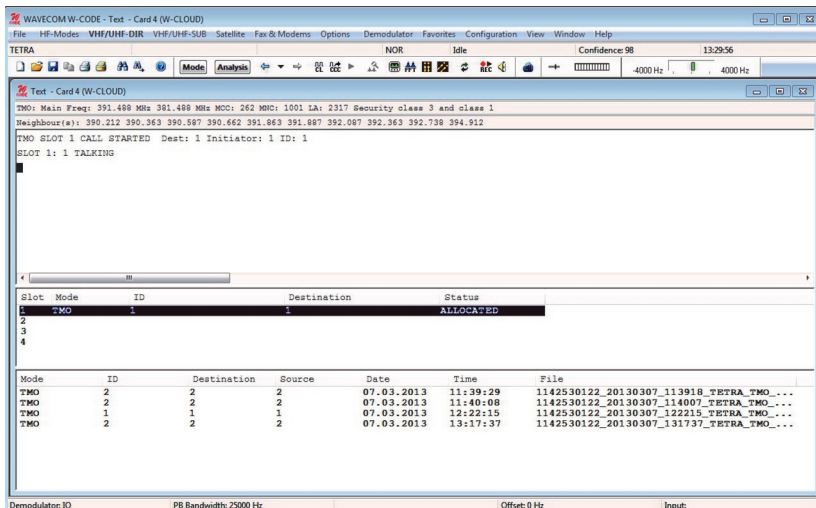 WAVECOM W-CODE - Text - Card 4 (W-CLOUD)
File HF-Modes VHF/UHF-DIR VHF/UHF-SUB Satellite Fax & Modems Options Demodulator Favorites Configuration View Window Help
TETRA NOR Idle Confidence: 98 13:29:56
Mode Analysis -4000 Hz 0 4000 Hz
Text - Card 4 (W-CLOUD)
TMO: Main Freq: 391.488 MHz 381.488 MHz MCC: 262 MNC: 1001 LA: 2317 Security class 3 and class 1
Neighbour(s): 390.212 390.363 390.587 390.662 391.863 391.887 392.087 392.363 392.738 394.912
TMO SLOT 1 CALL STARTED Dest: 1 Initiator: 1 ID: 1
SLOT 1: 1 TALKING
Slot Mode ID Destination Status
1 TMO 1 1 ALLOCATED
2
3
4
Mode ID Destination Source Date Time File
TMO 2 2 2 07.03.2013 11:39:29 1142530122_20130307_113918_TETRA_TMO_...
TMO 2 2 2 07.03.2013 11:40:08 1142530122_20130307_114007_TETRA_TMO_...
TMO 1 1 1 07.03.2013 12:22:15 1142530122_20130307_122215_TETRA_TMO_...
TMO 2 2 2 07.03.2013 13:17:37 1142530122_20130307_131737_TETRA_TMO_...
Demodulator: IQ PB Bandwidth: 25000 Hz Offset: 0 Hz Input: